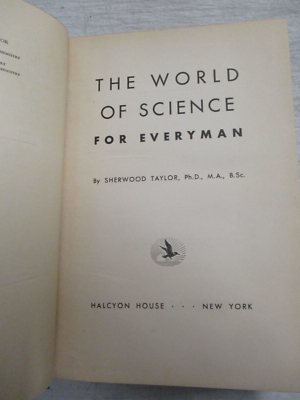 THE WORLD
OF SCIENCE
FOR EVERYMAN
By SHERWOOD TAYLOR, Ph.D., M.A., B.Sc.
HALCYON HOUSE · · · NEW YORK